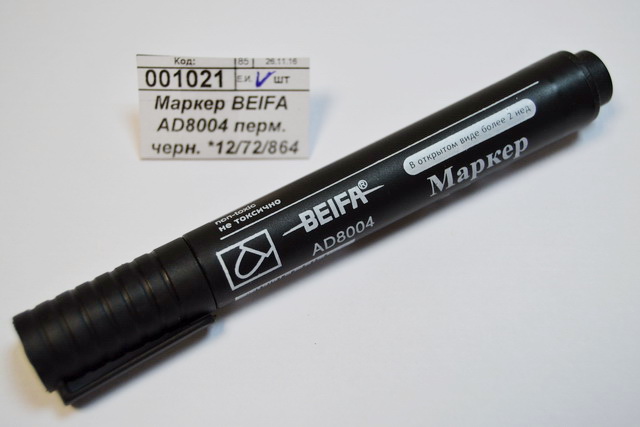 Код: 85 26.11.16
001021 Е.И. шт
Маркер BEIFA
AD8004 перм.
черн. *12/72/864
В открытом виде более 2 нед
Маркер
non-toxic
не токсично
BEIFA®
AD8004